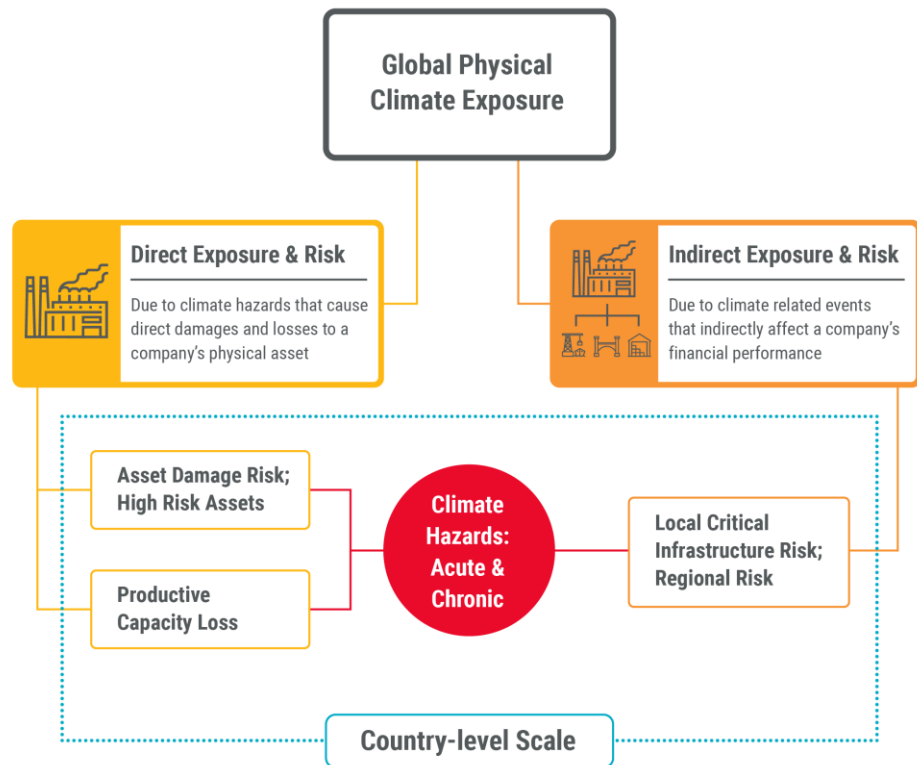 Global Physical
Climate Exposure
Direct Exposure & Risk
Due to climate hazards that cause
direct damages and losses to a
company's physical asset
Indirect Exposure & Risk
Due to climate related events
that indirectly affect a company's
financial performance
Asset Damage Risk;
High Risk Assets
Productive
Capacity Loss
Climate
Hazards:
Acute &
Chronic
Local Critical
Infrastructure Risk;
Regional Risk
Country-level Scale